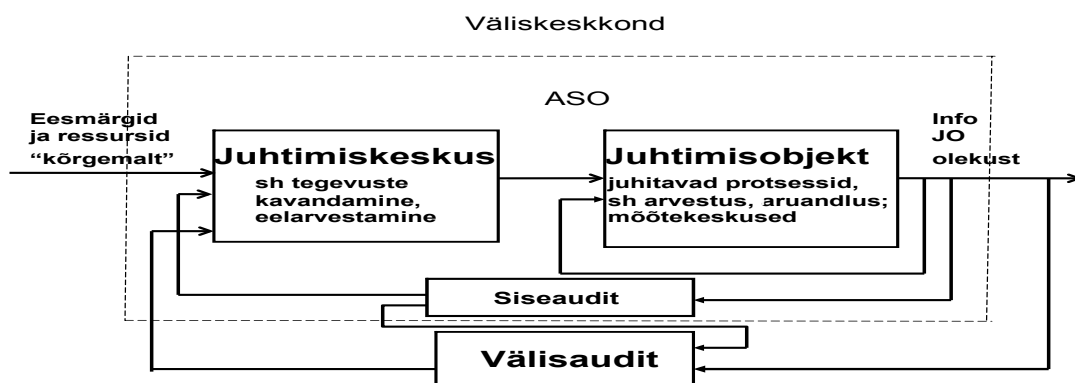 Väliskeskkond
ASO
Eesmärgid
ja ressursid
“kõrgemalt”
Juhtimiskeskus
sh tegevuste
kavandamine,
eelarvestamine
Juhtimisobjekt
juhitavad protsessid,
sh arvestus, aruandlus;
mõõtekeskused
Info
JO
olekust
Siseaudit
Välisaudit